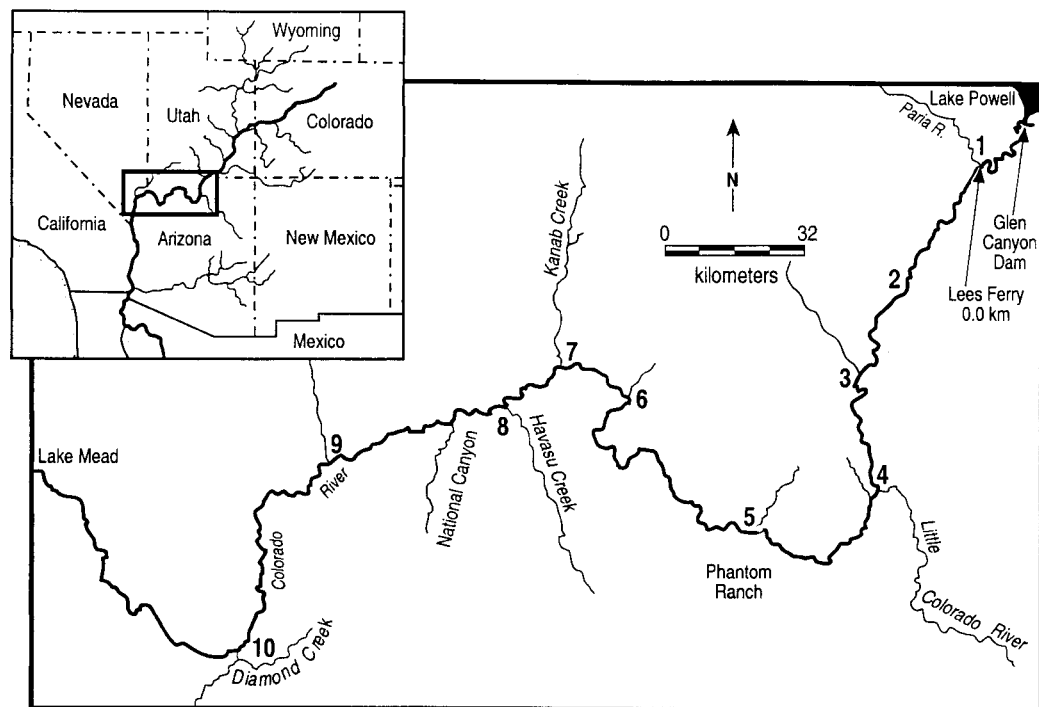 Wyoming
Nevada
Utah
Colorado
California
Arizona
New Mexico
Mexico
Lake Powell
Paria R.
1
N
Glen
Canyon
Dam
Kanab Creek
0 32
kilometers
2
Lees Ferry
0.0 km
7
3
6
8
9
Lake Mead
River
National Canyon
Havasu Creek
4
5
Little
Colorado River
Phantom
Ranch
Colorado
10
Diamond Creek